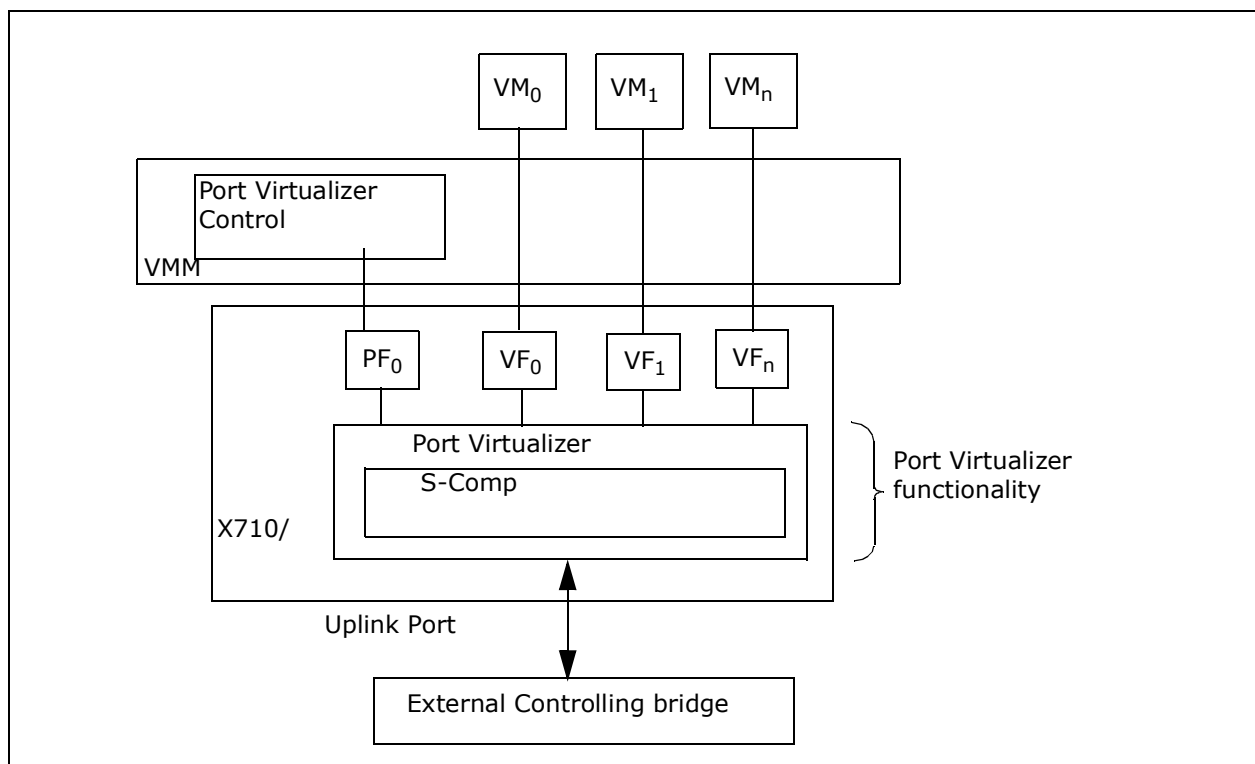 VM0
VM1
VMn
Port Virtualizer
Control
VMM
PF0
VF0
VF1
VFn
Port Virtualizer
S-Comp
Port Virtualizer
functionality
X710/
Uplink Port
External Controlling bridge